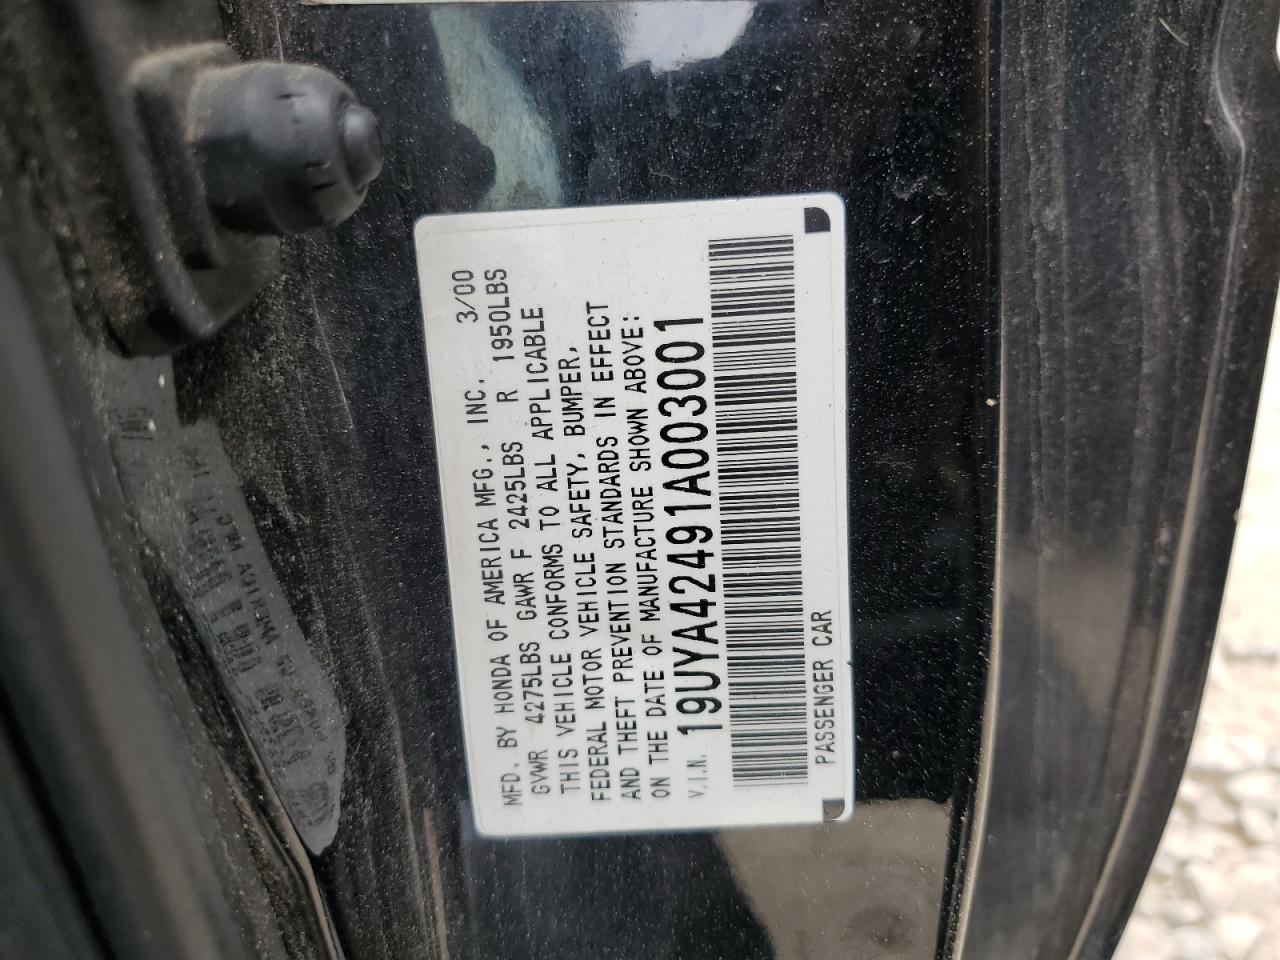 MFD. BY HONDA OF AMERICA MFG., INC. 3/00
GVWR 4275LBS GAWR F 2425LBS R 1950LBS
THIS VEHICLE CONFORMS TO ALL APPLICABLE
FEDERAL MOTOR VEHICLE SAFETY, BUMPER,
AND THEFT PREVENTION STANDARDS IN EFFECT
ON THE DATE OF MANUFACTURE SHOWN ABOVE:
V.I.N. 19UYA42491A003001
PASSENGER CAR